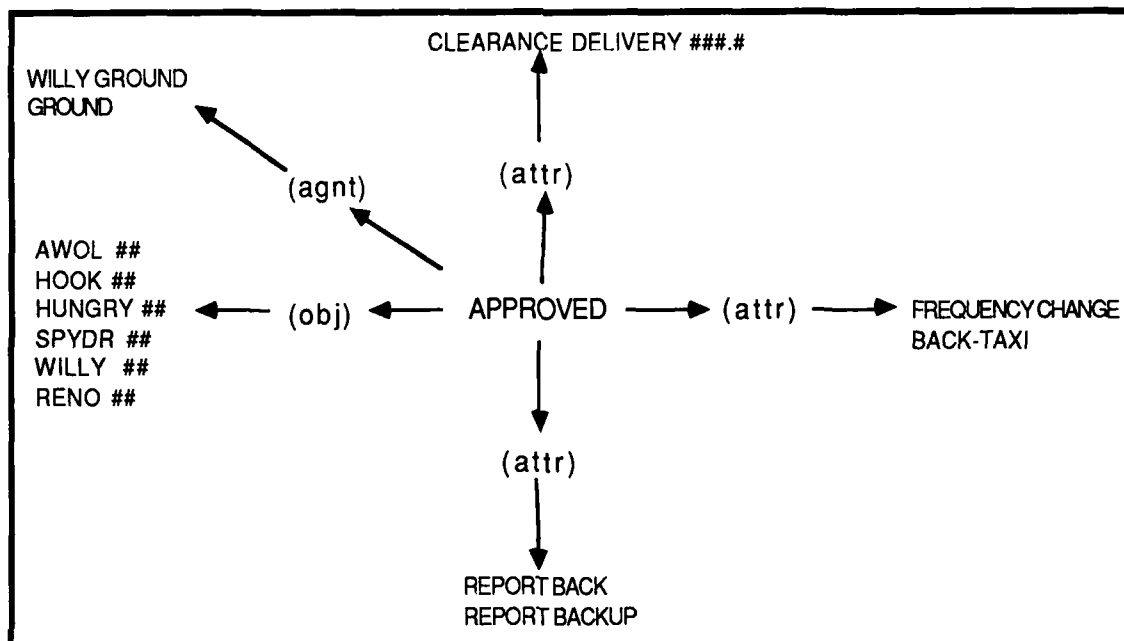 CLEARANCE DELIVERY ###.#
WILLY GROUND
GROUND
(attr)
(agnt)
AWOL ##
HOOK ##
HUNGRY ##
SPYDR ##
WILLY ##
RENO ##
(obj)
APPROVED
(attr)
FREQUENCY CHANGE
BACK-TAXI
(attr)
REPORT BACK
REPORT BACKUP